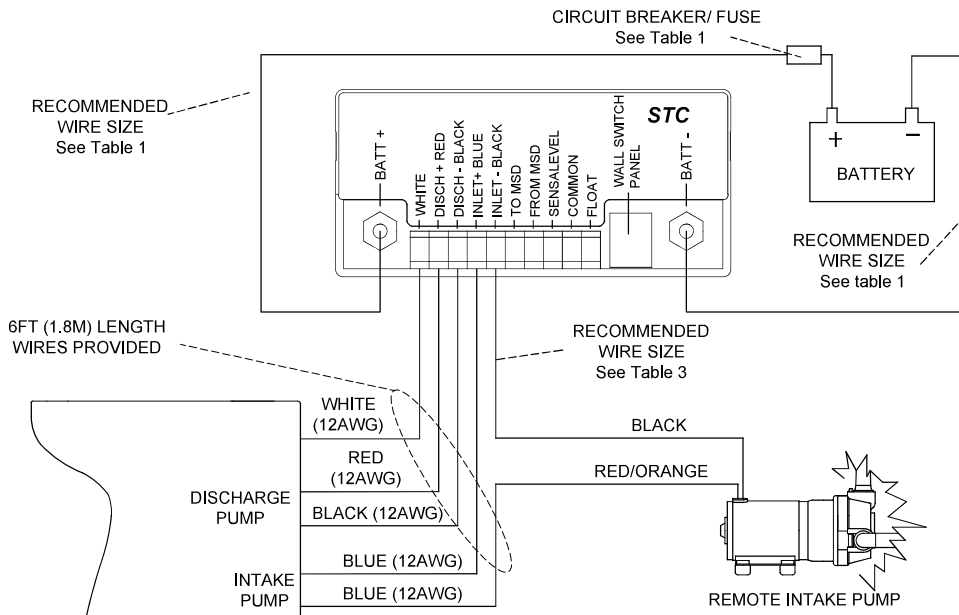 CIRCUIT BREAKER/ FUSE
See Table 1
RECOMMENDED
WIRE SIZE
See Table 1
STC
BATT +
WHITE
DISCH + RED
DISCH - BLACK
INLET+ BLUE
INLET - BLACK
TO MSD
FROM MSD
SENSALEVEL
COMMON
FLOAT
WALL SWITCH
PANEL
BATT -
+
–
BATTERY
RECOMMENDED
WIRE SIZE
See table 1
6FT (1.8M) LENGTH
WIRES PROVIDED
RECOMMENDED
WIRE SIZE
See Table 3
WHITE
(12AWG)
BLACK
RED
(12AWG)
RED/ORANGE
DISCHARGE
PUMP
BLACK (12AWG)
BLUE (12AWG)
INTAKE
PUMP
BLUE (12AWG)
REMOTE INTAKE PUMP